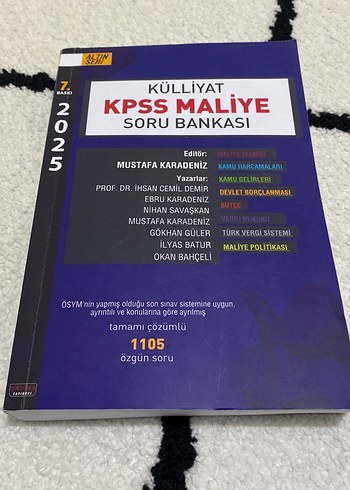 ALTIN
SERİ
7.
BASKI
2025
KÜLLİYAT
KPSS MALİYE
SORU BANKASI
Editör:
MUSTAFA KARADENİZ
Yazarlar:
PROF. DR. İHSAN CEMİL DEMİR
EBRU KARADENİZ
NİHAN SAVAŞKAN
MUSTAFA KARADENİZ
GÖKHAN GÜLER
İLYAS BATUR
OKAN BAHÇELİ
MALİYE TEORİSİ
KAMU HARCAMALARI
KAMU GELİRLERİ
DEVLET BORÇLANMASI
BÜTÇE
VERGİ HUKUKU
TÜRK VERGİ SİSTEMİ
MALİYE POLİTİKASI
ÖSYM'nin yapmış olduğu son sınav sistemine uygun,
ayrıntılı ve konularına göre ayrılmış
tamamı çözümlü
1105
özgün soru